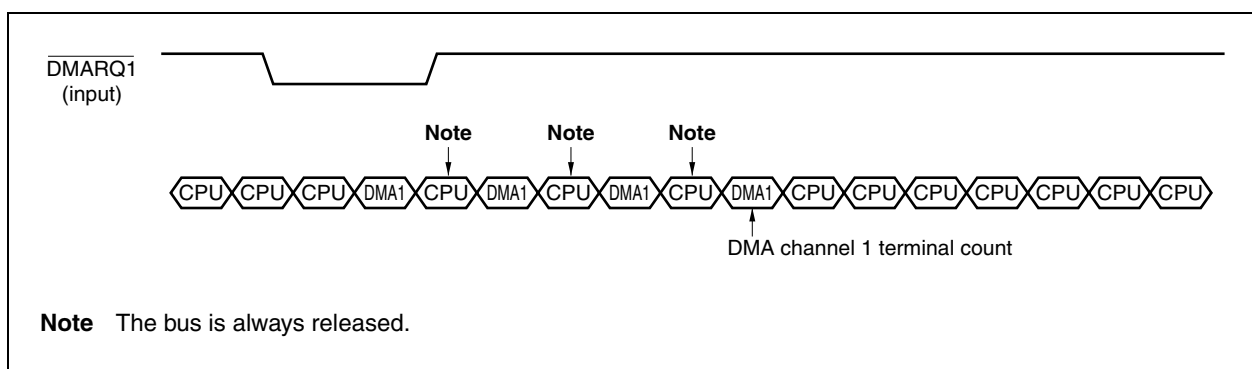 DMARQ1
(input)
Note Note Note
CPU CPU CPU DMA1 CPU DMA1 CPU DMA1 CPU DMA1 CPU CPU CPU CPU CPU CPU CPU
DMA channel 1 terminal count
Note The bus is always released.